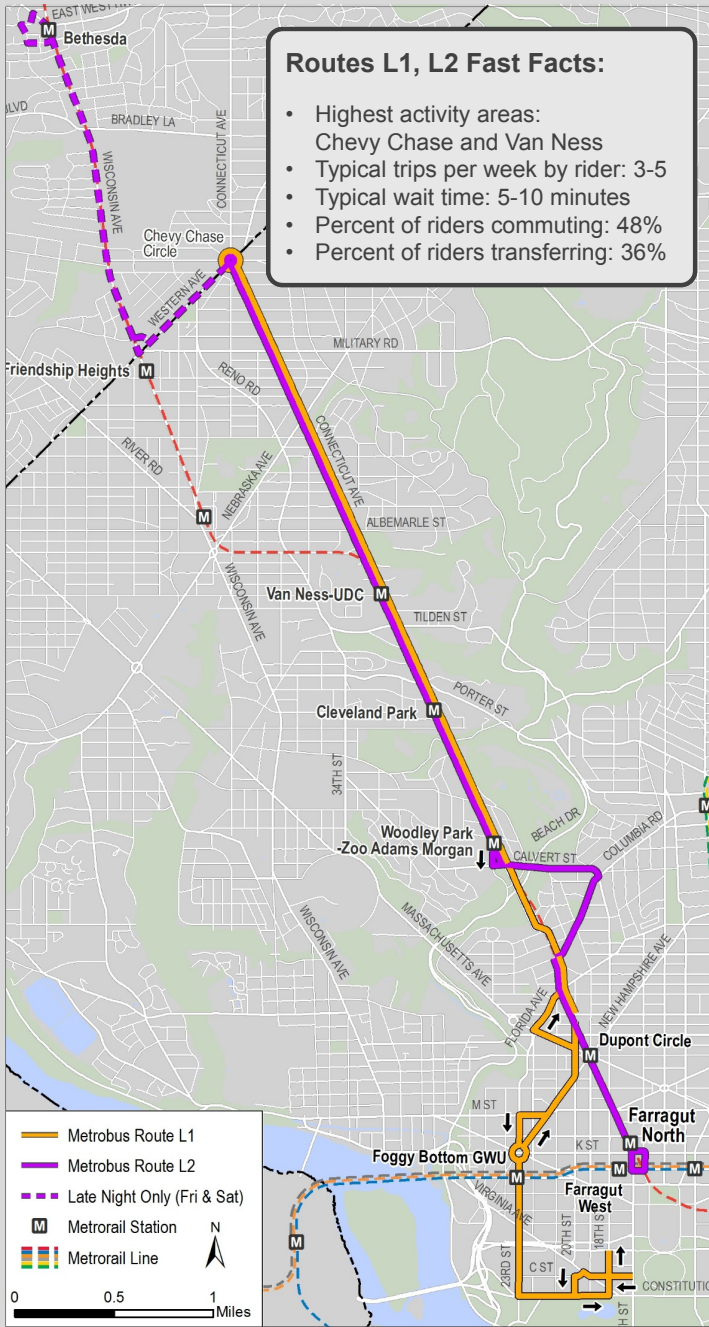 EAST WEST H
Bethesda
BLVD
BRADLEY LA
WISCONSIN AVE
CONNECTICUT AVE
Routes L1, L2 Fast Facts:
• Highest activity areas:
Chevy Chase and Van Ness
• Typical trips per week by rider: 3-5
• Typical wait time: 5-10 minutes
• Percent of riders commuting: 48%
• Percent of riders transferring: 36%
Chevy Chase
Circle
WESTERN AVE
MILITARY RD
Friendship Heights
RENO RD
CONNECTICUT AVE
RIVER RD
NEBRASKA AVE
ALBEMARLE ST
WISCONSIN AVE
Van Ness-UDC
TILDEN ST
PORTER ST
Cleveland Park
34TH ST
BEACH DR
COLUMBIA RD
Woodley Park
-Zoo Adams Morgan
CALVERT ST
MASSACHUSETTS AVE
WISCONSIN AVE
NEW HAMPSHIRE AVE
FLORIDA AVE
Dupont Circle
M ST
Farragut
North
K ST
Foggy Bottom GWU
Farragut
West
VIRGINIA AVE
20TH ST
18TH ST
23RD ST
C ST
CONSTITUTIO
TH ST
Metrobus Route L1
Metrobus Route L2
Late Night Only (Fri & Sat)
M Metrorail Station
N
Metrorail Line
0 0.5 1
Miles